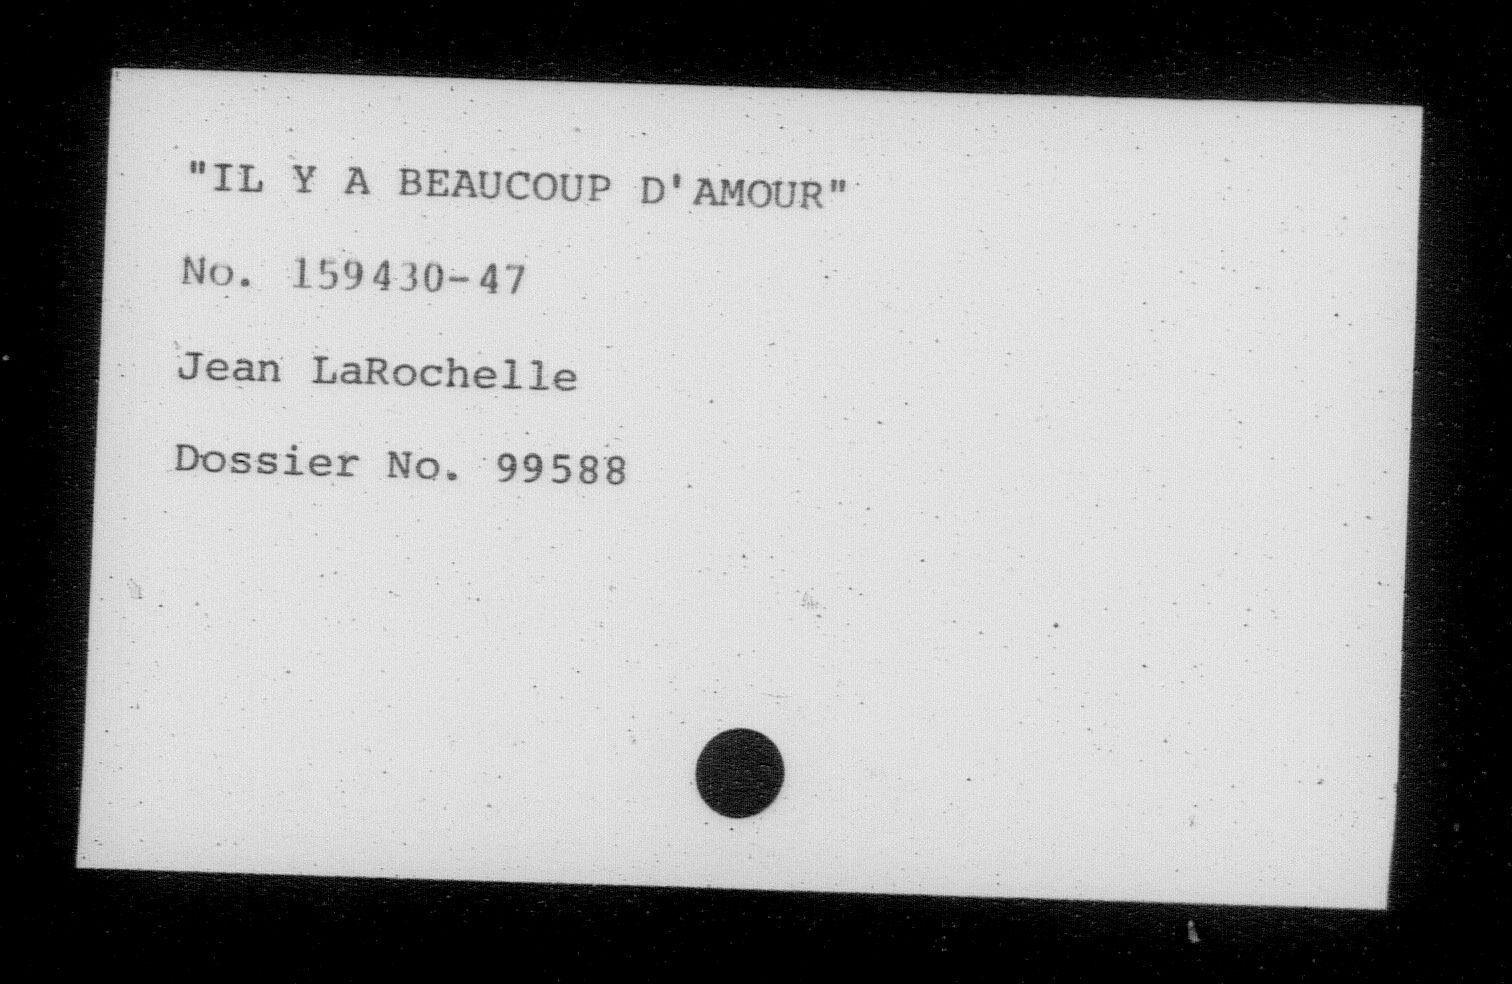 "IL Y A BEAUCOUP D'AMOUR"
No. 159430-47
Jean LaRochelle
Dossier No. 99588